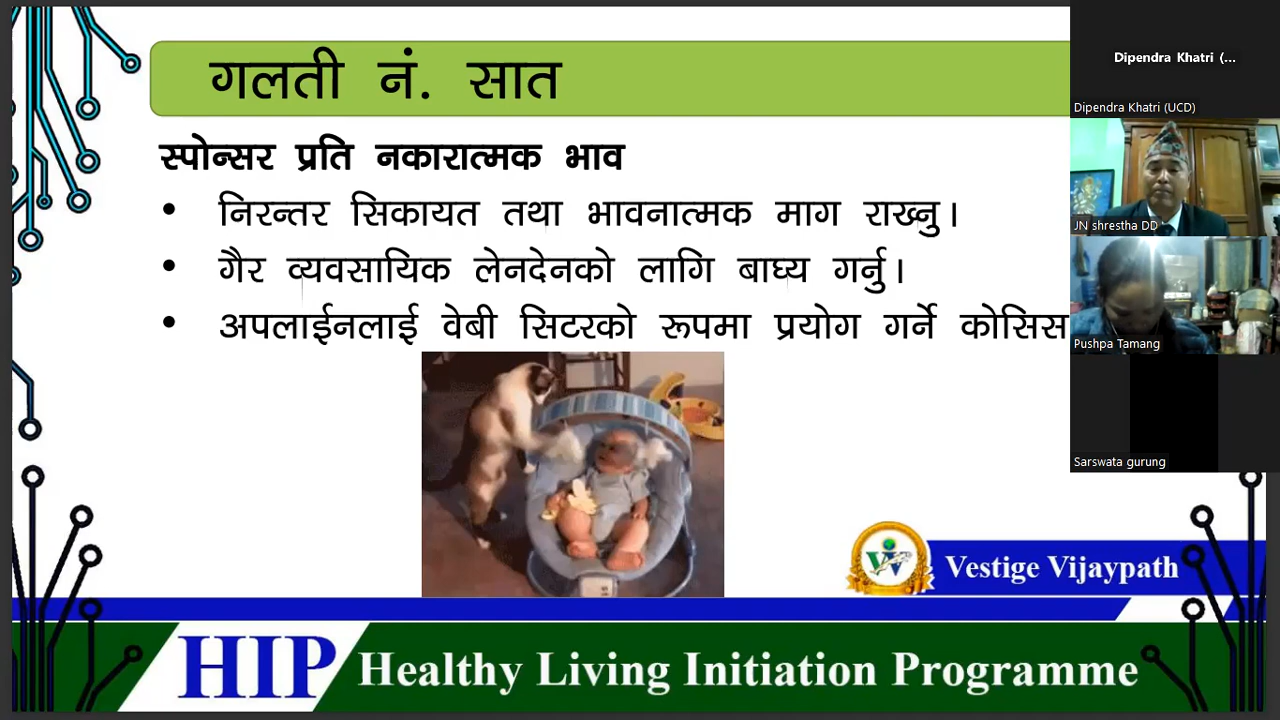 गलती नं. सात
स्पोन्सर प्रति नकारात्मक भाव
• निरन्तर सिकायत तथा भावनात्मक माग राख्नु।
• गैर व्यवसायिक लेनदेनको लागि बाघ्य गर्नु।
• अपलाईनलाई वेबी सिटरको रूपमा प्रयोग गर्ने कोसिस
Dipendra Khatri (...
Dipendra Khatri (UCD)
JN shrestha DD
Pushpa Tamang
Sarswata gurung
Vestige Vijaypath
HIP Healthy Living Initiation Programme